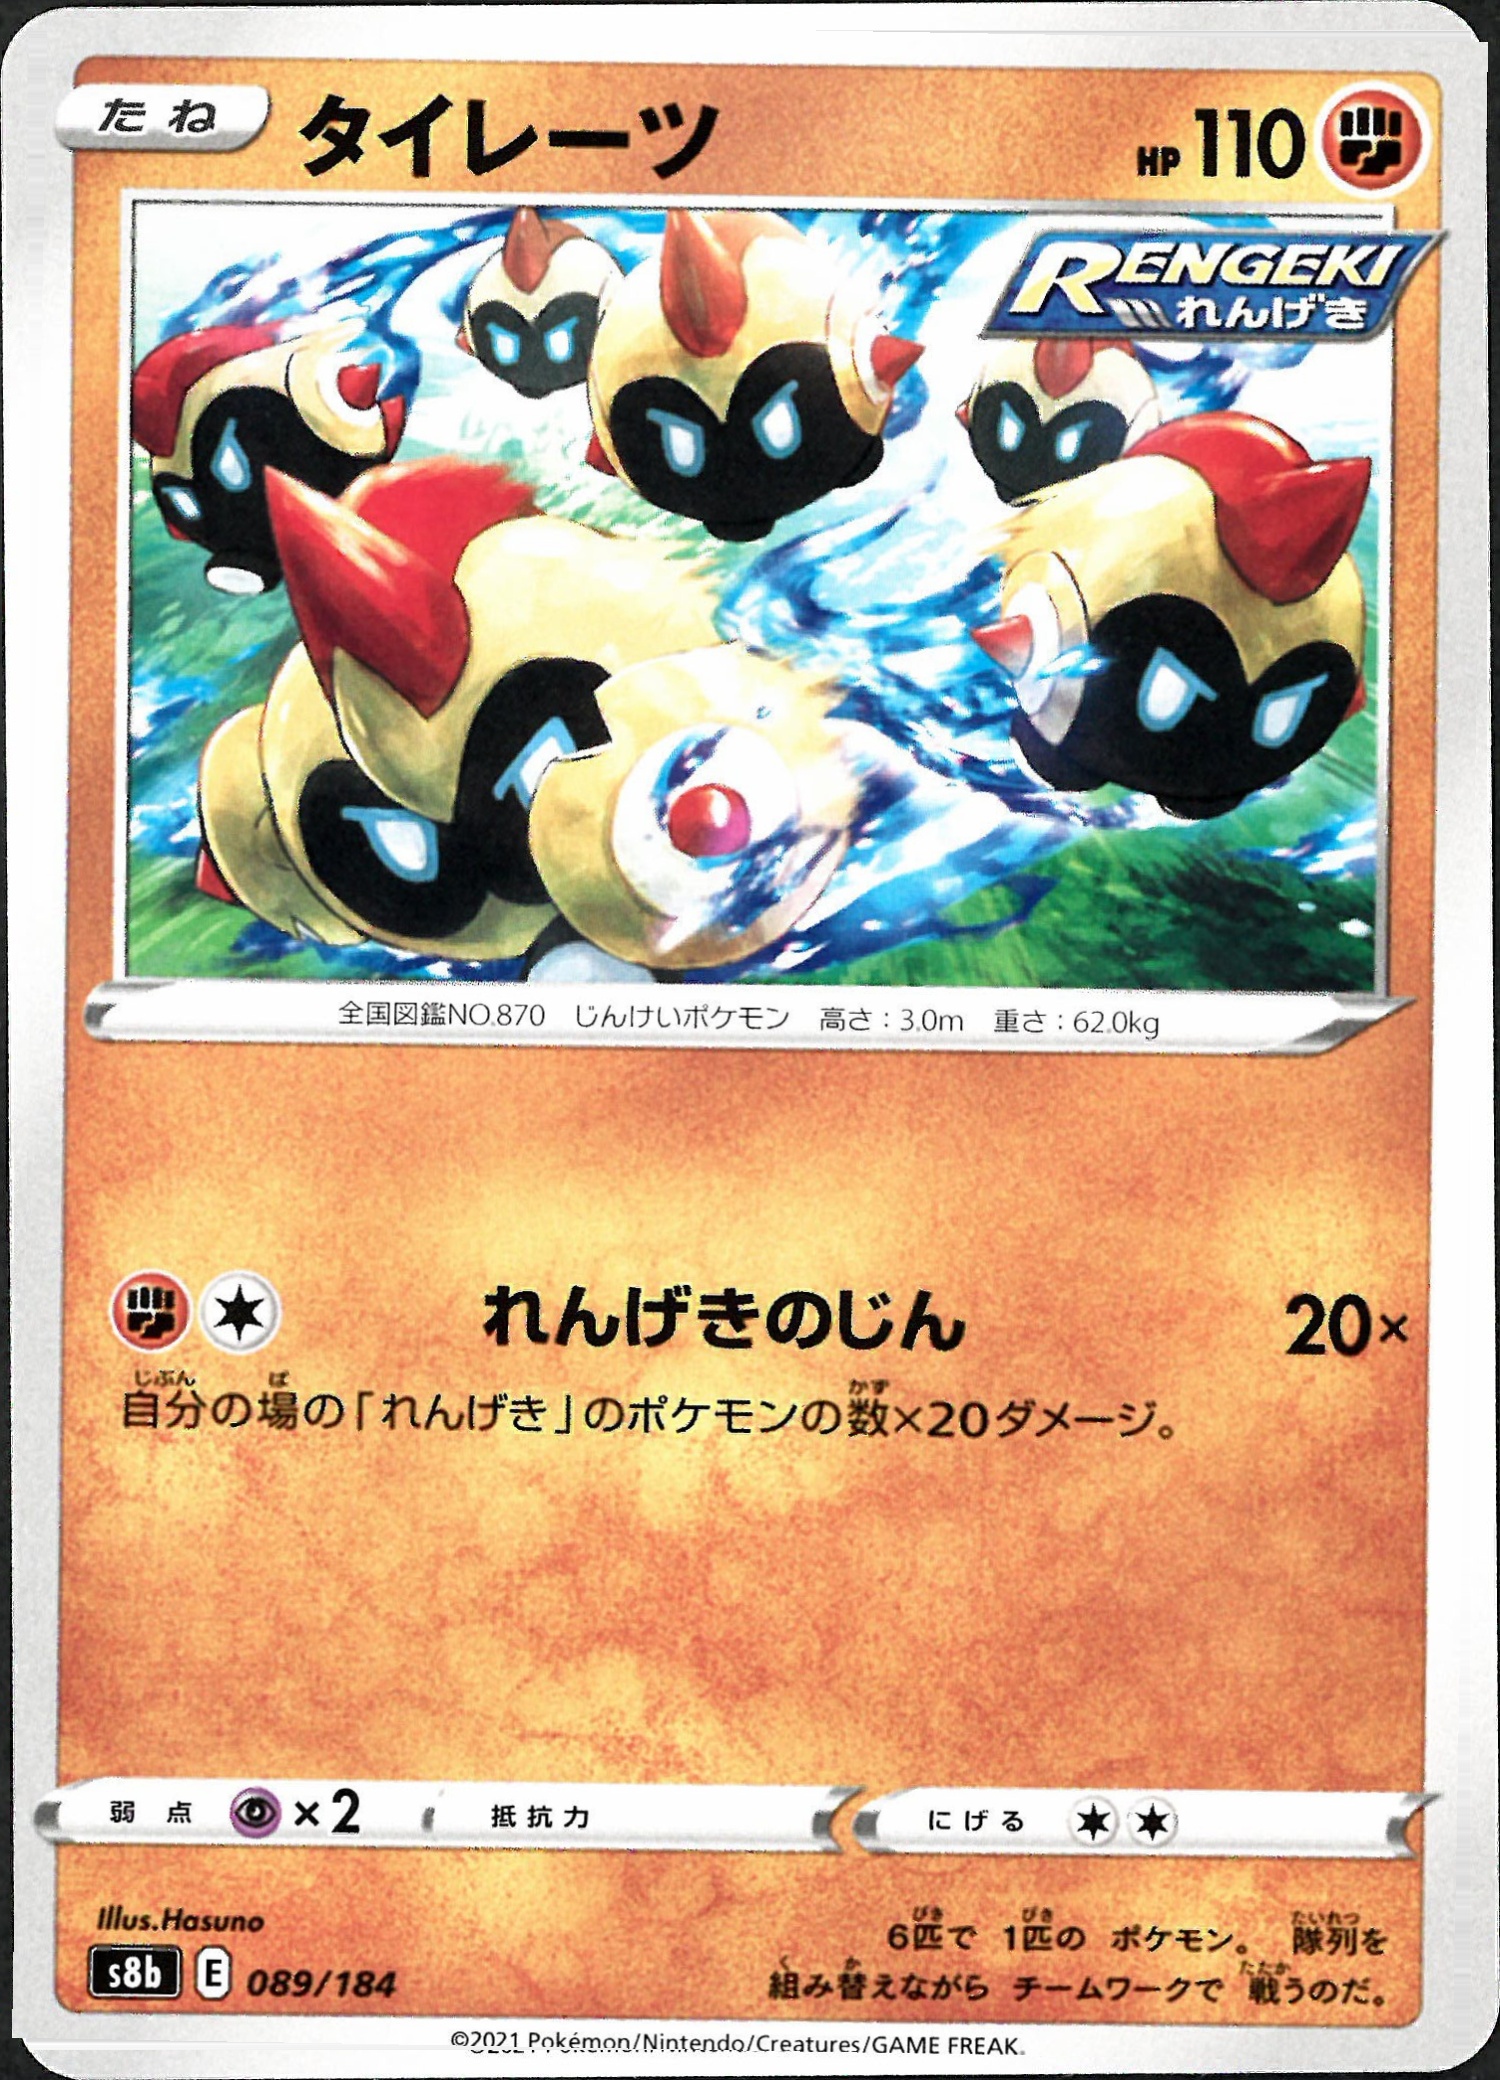 たね
タイレーツ
HP 110
RENGEKI
れんげき
全国図鑑NO.870 じんけいポケモン 高さ:3.0m 重さ:62.0kg
れんげきのじん 20×
じぶん ば かず
自分の場の「れんげき」のポケモンの数×20ダメージ。
弱点 ×2 抵抗力 にげる
Illus.Hasuno
s8b E 089/184
びき びき たいれつ
6匹で 1匹の ポケモン。 隊列を
く か たたか
組み替えながら チームワークで 戦うのだ。
©2021 Pokémon/Nintendo/Creatures/GAME FREAK.